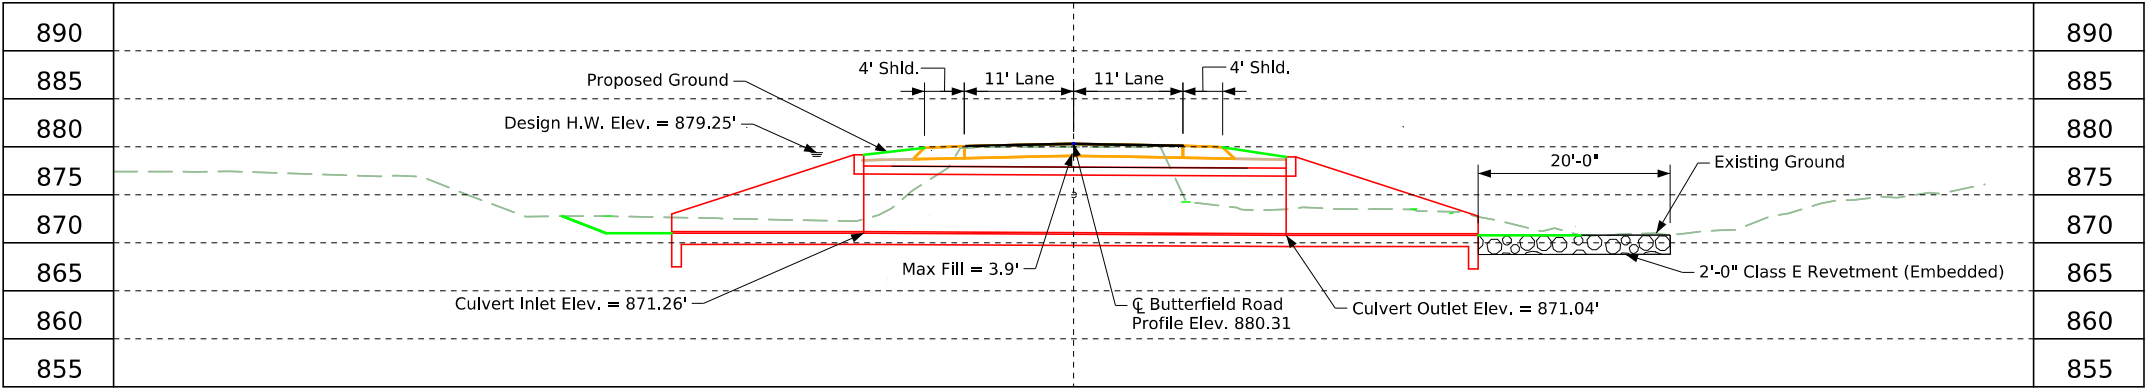 890 890
4' Shld. 4' Shld.
Proposed Ground 11' Lane 11' Lane
885 885
Design H.W. Elev. = 879.25'
880 880
20'-0" Existing Ground
875 875
870 870
Max Fill = 3.9'
865 2'-0" Class E Revetment (Embedded) 865
Culvert Inlet Elev. = 871.26' ℄ Butterfield Road Culvert Outlet Elev. = 871.04'
860 Profile Elev. 880.31 860
855 855